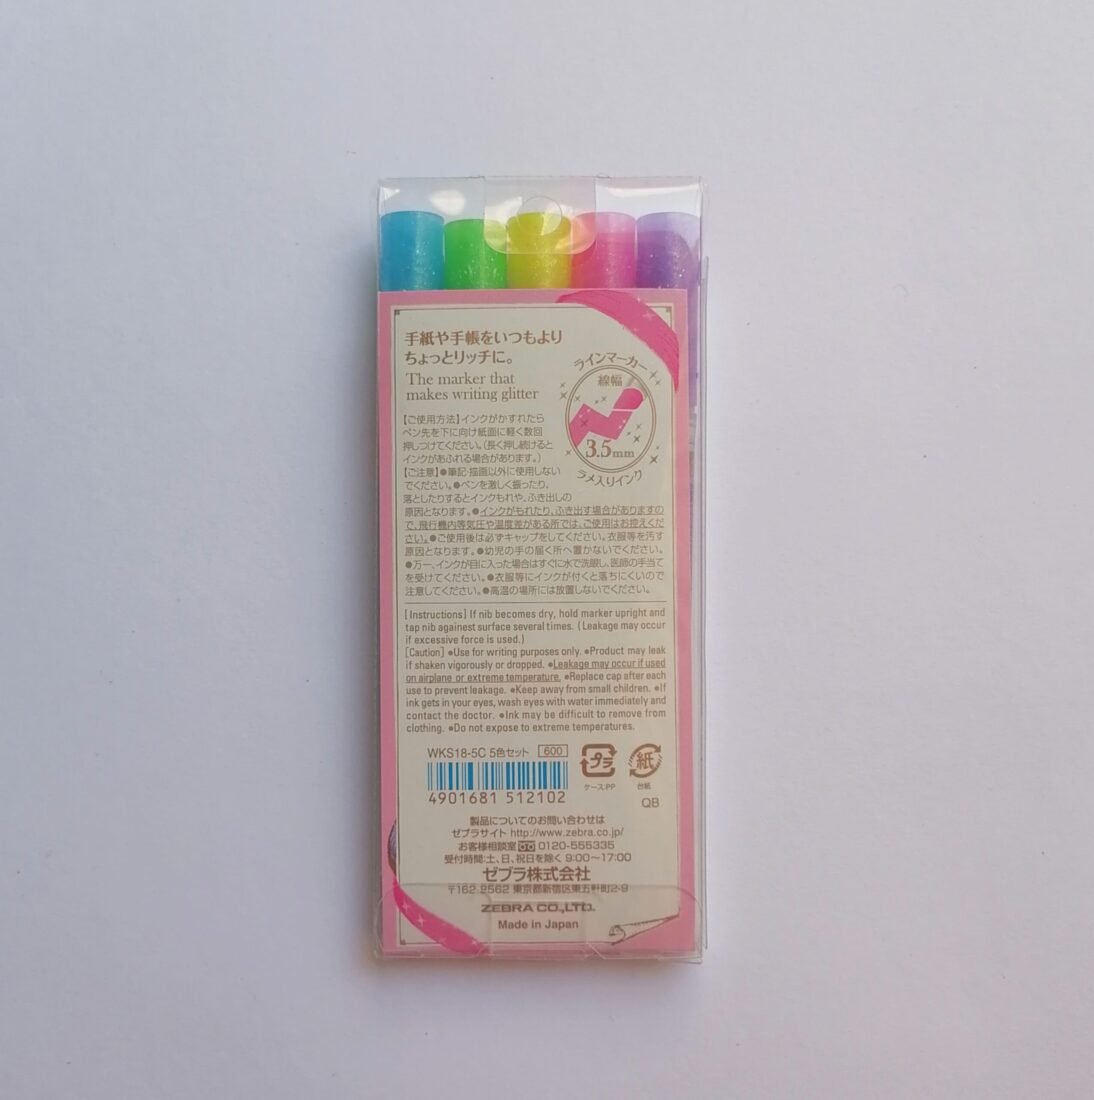 手紙や手帳をいつもより
ちょっとリッチに。
The marker that
makes writing glitter
ラインマーカー
線幅
3.5mm
ラメ入りインク
【ご使用方法】インクがかすれたら
ペン先を下に向け紙面に軽く数回
押しつけてください。(長く押し続けると
インクがあふれる場合があります。)
【ご注意】●筆記・描画以外に使用しない
でください。●ペンを激しく振ったり、
落としたりするとインクもれや、ふき出しの
原因となります。●インクがもれたり、ふき出す場合がありますの
で、飛行機内等気圧や温度差がある所では、ご使用はお控えくだ
さい。●ご使用後は必ずキャップをしてください。衣服等を汚す
原因となります。●幼児の手の届く所へ置かないでください。
●万一、インクが目に入った場合はすぐに水で洗眼し、医師の手当て
を受けてください。●衣服等にインクが付くと落ちにくいので
注意してください。●高温の場所には放置しないでください。
[Instructions] If nib becomes dry, hold marker upright and
tap nib againest surface several times. (Leakage may occur
if excessive force is used.)
[Caution] ●Use for writing purposes only. ●Product may leak
if shaken vigorously or dropped. ●Leakage may occur if used
on airplane or extreme temperature. ●Replace cap after each
use to prevent leakage. ●Keep away from small children. ●If
ink gets in your eyes, wash eyes with water immediately and
contact the doctor. ●Ink may be difficult to remove from
clothing. ●Do not expose to extreme temperatures.
WKS18-5C 5色セット 600
4901681 512102
プラ
ケース:PP
紙
台紙
QB
製品についてのお問い合わせは
ゼブラサイト http://www.zebra.co.jp/
お客様相談室 0120-555335
受付時間:土、日、祝日を除く 9:00〜17:00
ゼブラ株式会社
〒162-8562 東京都新宿区東五軒町2-9
ZEBRA CO.,LTD.
Made in Japan